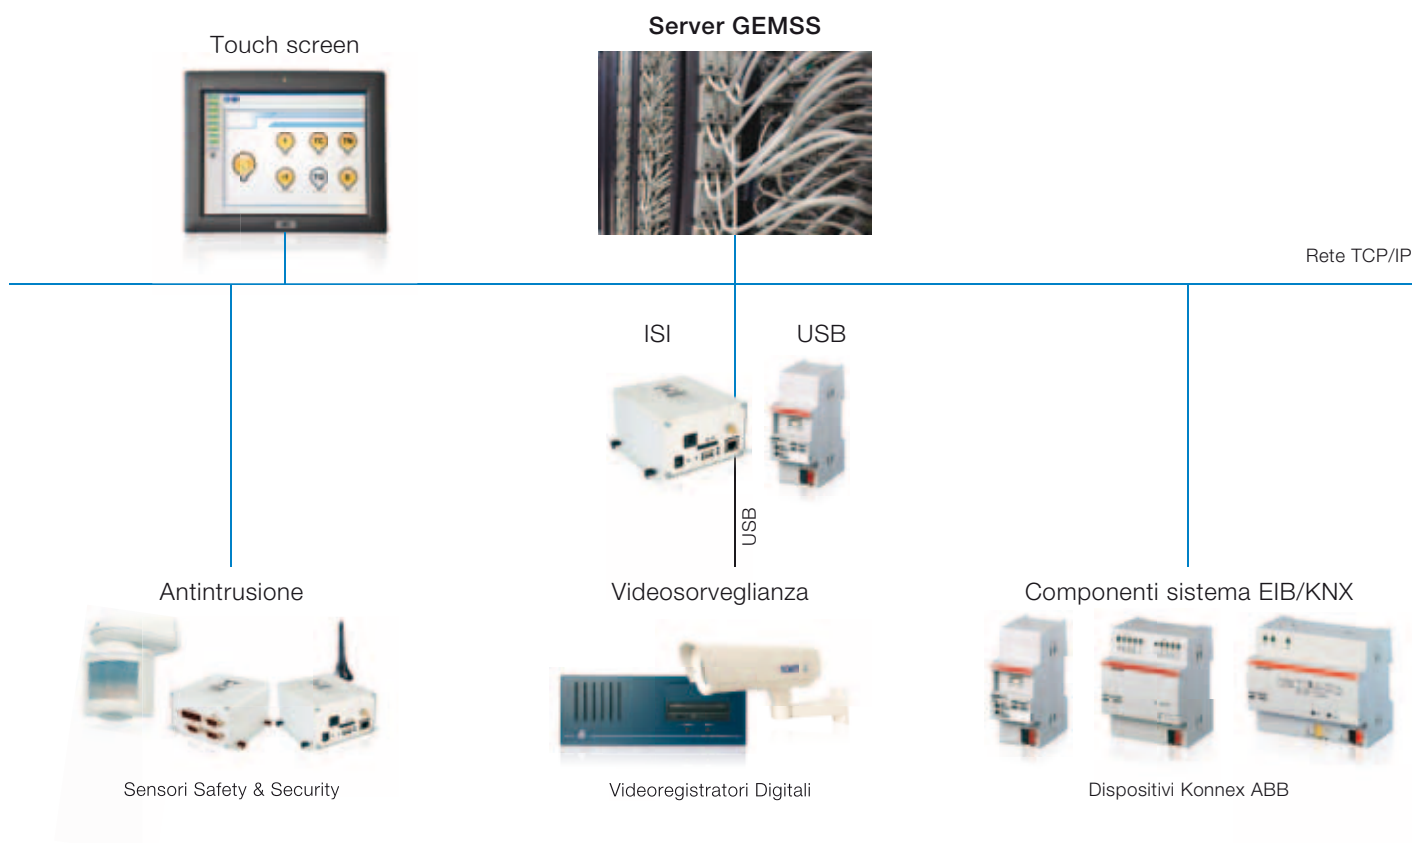 Server GEMSS
Touch screen
Rete TCP/IP
ISI
USB
USB
Antintrusione
Videosorveglianza
Componenti sistema EIB/KNX
Sensori Safety & Security
Videoregistratori Digitali
Dispositivi Konnex ABB